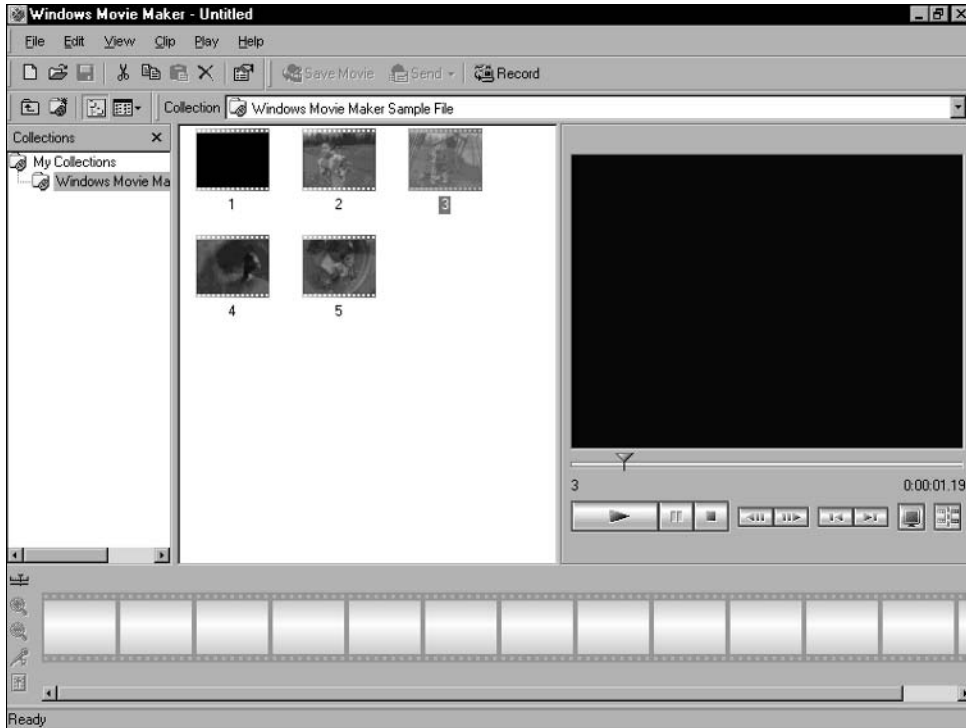 Windows Movie Maker - Untitled
File Edit View Clip Play Help
Save Movie Send Record
Collection Windows Movie Maker Sample File
Collections
My Collections
Windows Movie Ma
1
2
3
4
5
3 0:00:01.19
Ready